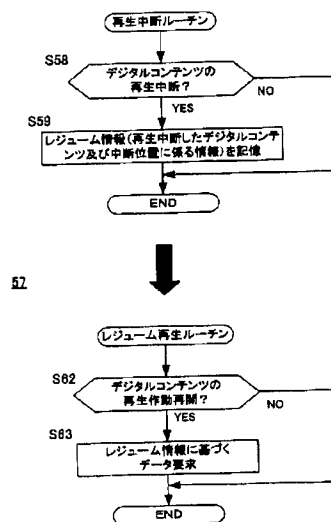 再生中断ルーチン
S58
デジタルコンテンツの
再生中断?
NO
YES
S59
レジューム情報(再生中断したデジタルコンテ
ンツ及び中断位置に係る情報)を記憶
END
57
レジューム再生ルーチン
S62
デジタルコンテンツの
再生作動再開?
NO
YES
S63
レジューム情報に基づく
データ要求
END